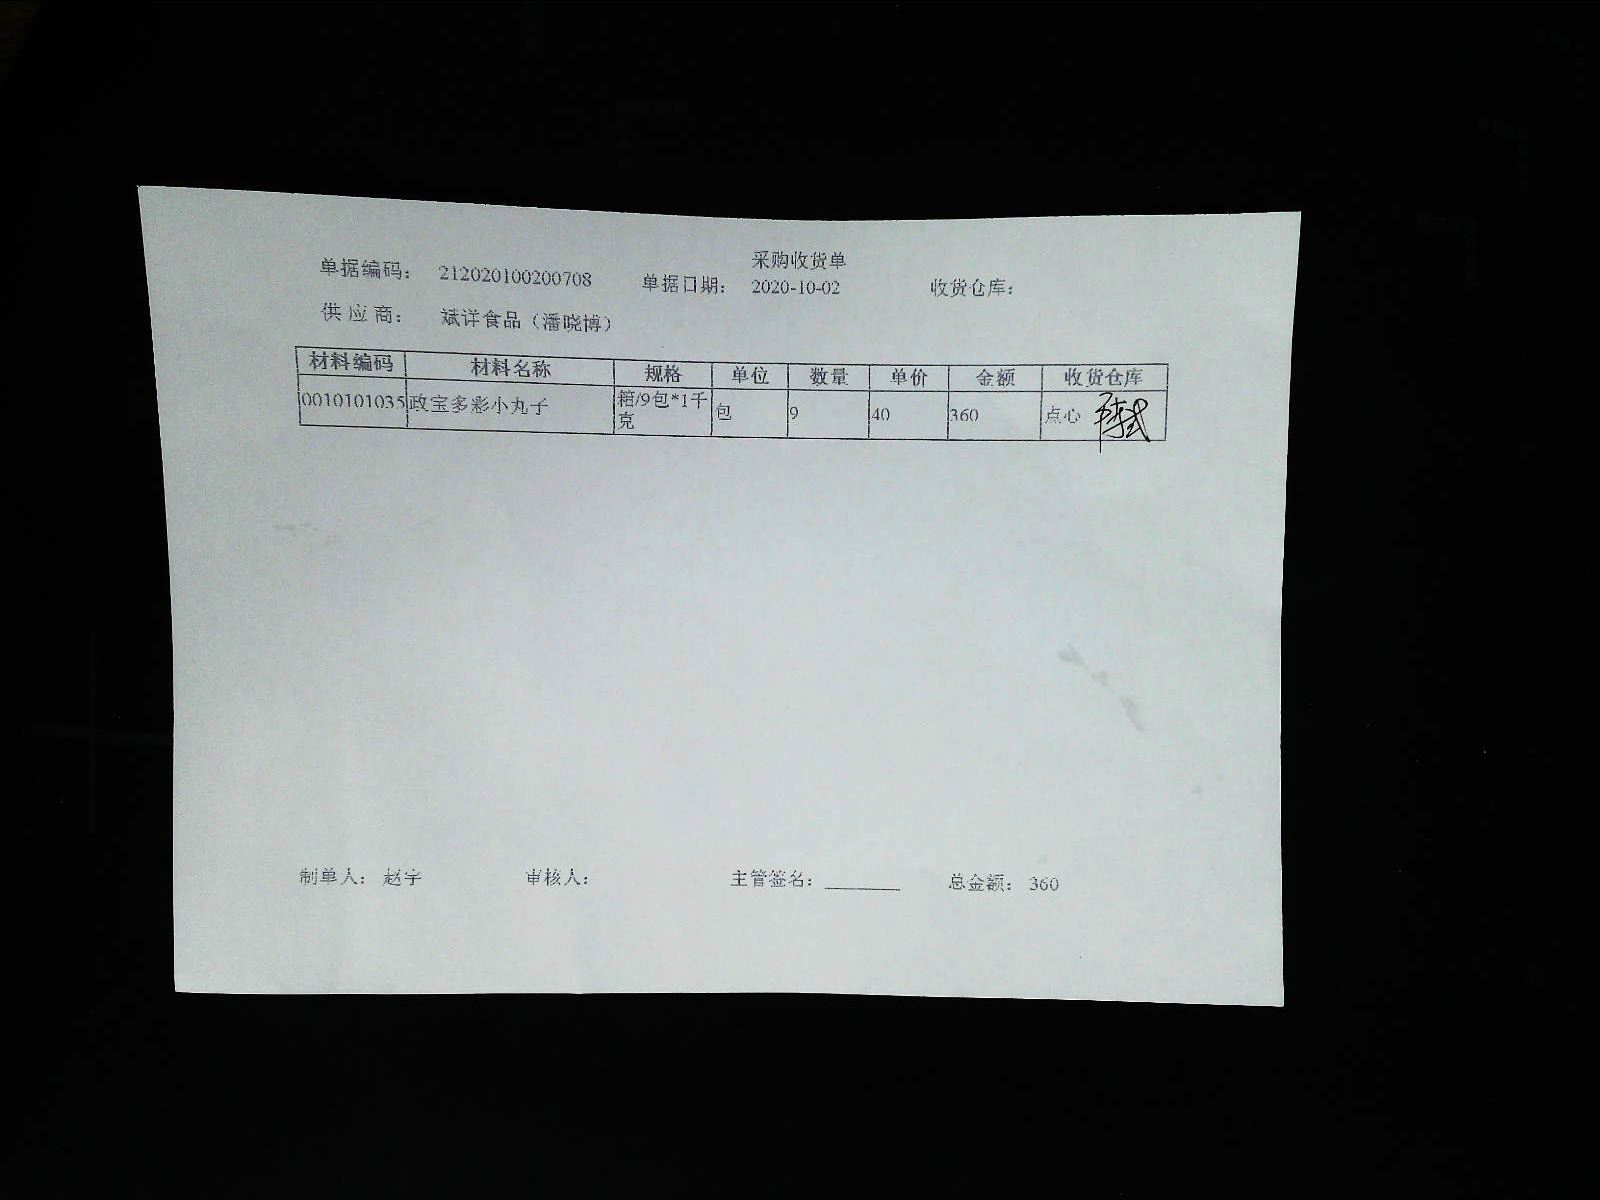 采购收货单
单据编码： 212020100200708 单据日期： 2020-10-02 收货仓库：
供应商： 斌详食品（潘晓博）
材料编码 材料名称 规格 单位 数量 单价 金额 收货仓库
0010101035 政宝多彩小丸子 箱/9包*1千克 包 9 40 360 点心
制单人： 赵宇 审核人： 主管签名：________ 总金额： 360